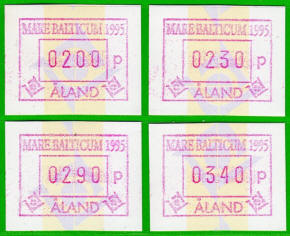 MARE BALTICUM 1995
0200 p
ÅLAND
MARE BALTICUM 1995
0230 p
ÅLAND
MARE BALTICUM 1995
0290 p
ÅLAND
MARE BALTICUM 1995
0340 p
ÅLAND